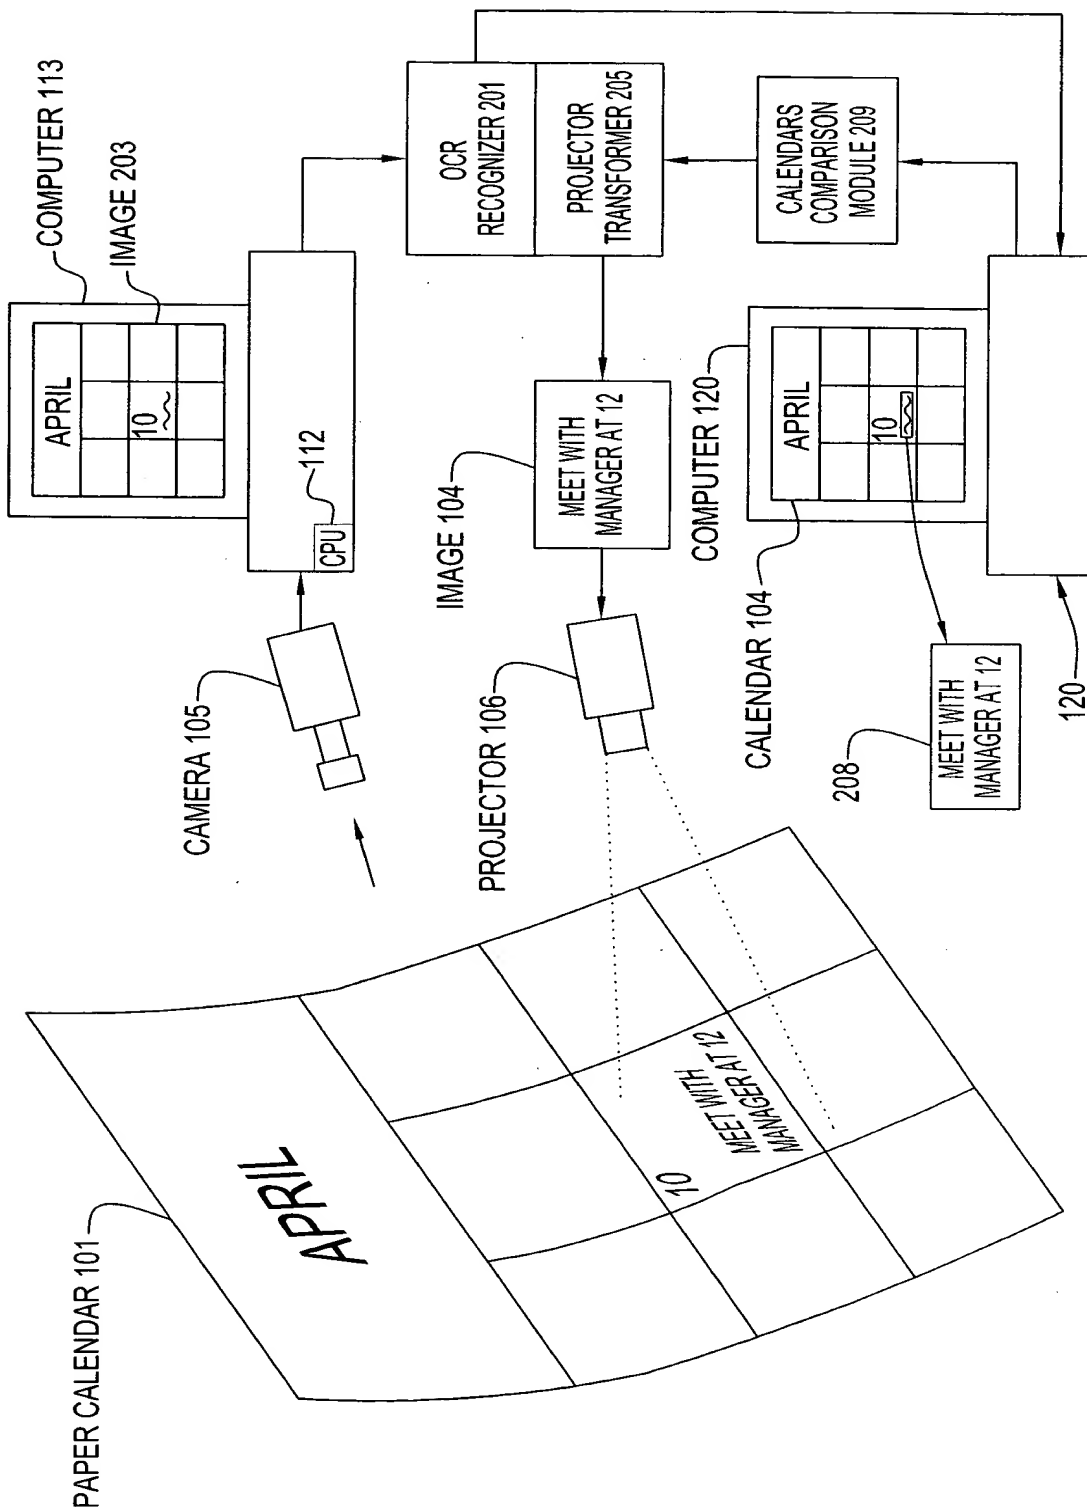 PAPER CALENDAR 101
APRIL
10
MEET WITH
MANAGER AT 12
CAMERA 105
PROJECTOR 106
COMPUTER 113
IMAGE 203
APRIL
10
112
CPU
IMAGE 104
MEET WITH
MANAGER AT 12
OCR
RECOGNIZER 201
PROJECTOR
TRANSFORMER 205
CALENDARS
COMPARISON
MODULE 209
COMPUTER 120
CALENDAR 104
APRIL
10
208
MEET WITH
MANAGER AT 12
120